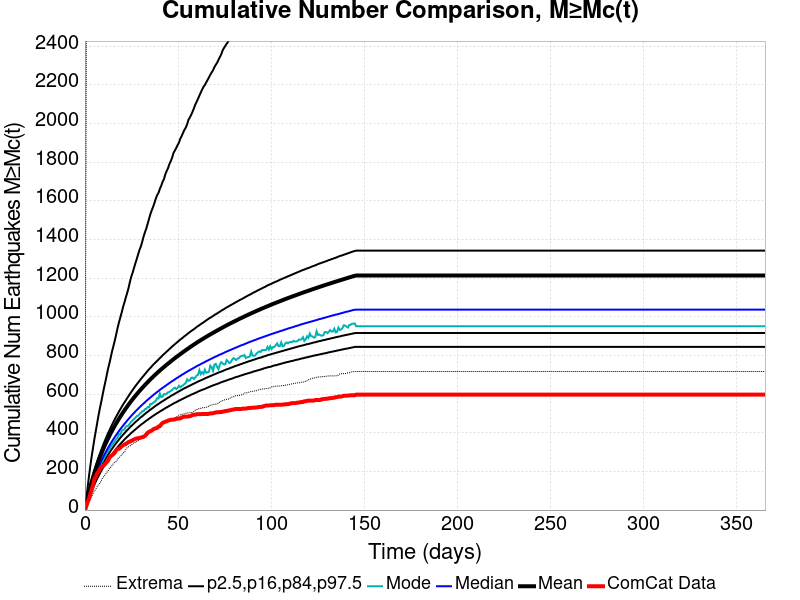 Cumulative Number Comparison, M≥Mc(t)
Cumulative Num Earthquakes M≥Mc(t)
2400
2200
2000
1800
1600
1400
1200
1000
800
600
400
200
0
0 50 100 150 200 250 300 350
Time (days)
Extrema p2.5,p16,p84,p97.5 Mode Median Mean ComCat Data